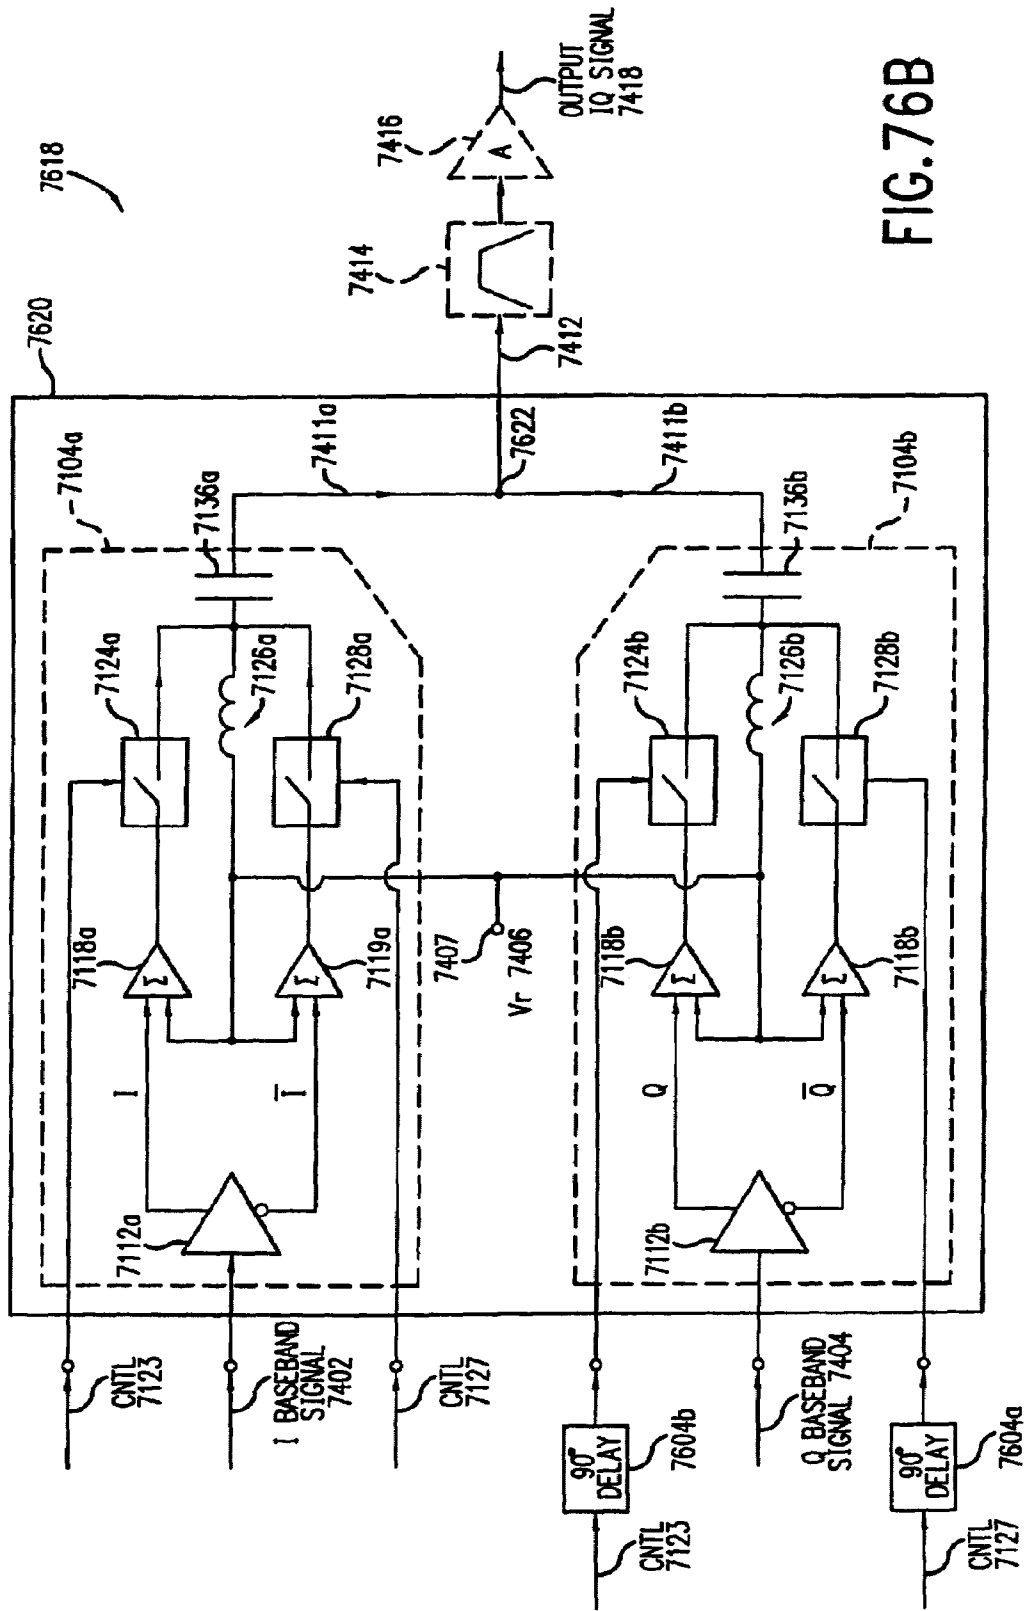 7618
7620
7104a
7136a
7411a
7124a
7126a
7128a
7118a
Σ
7119a
Σ
I
I̅
7112a
CNTL
7123
I BASEBAND
SIGNAL
7402
CNTL
7127
7407
Vr 7406
7622
7412
7414
7416
A
OUTPUT
IQ SIGNAL
7418
7411b
7136b
7104b
7124b
7126b
7128b
7118b
Σ
7118b
Σ
Q
Q̅
7112b
90°
DELAY
7604b
CNTL
7123
Q BASEBAND
SIGNAL 7404
90°
DELAY
7604a
CNTL
7127
FIG.76B